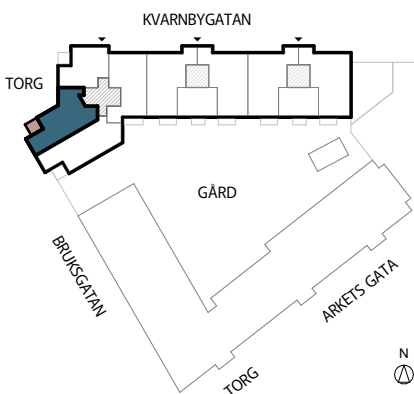 KVARNBYGATAN
TORG
GÅRD
BRUKSGATAN
ARKETS GATA
TORG
N